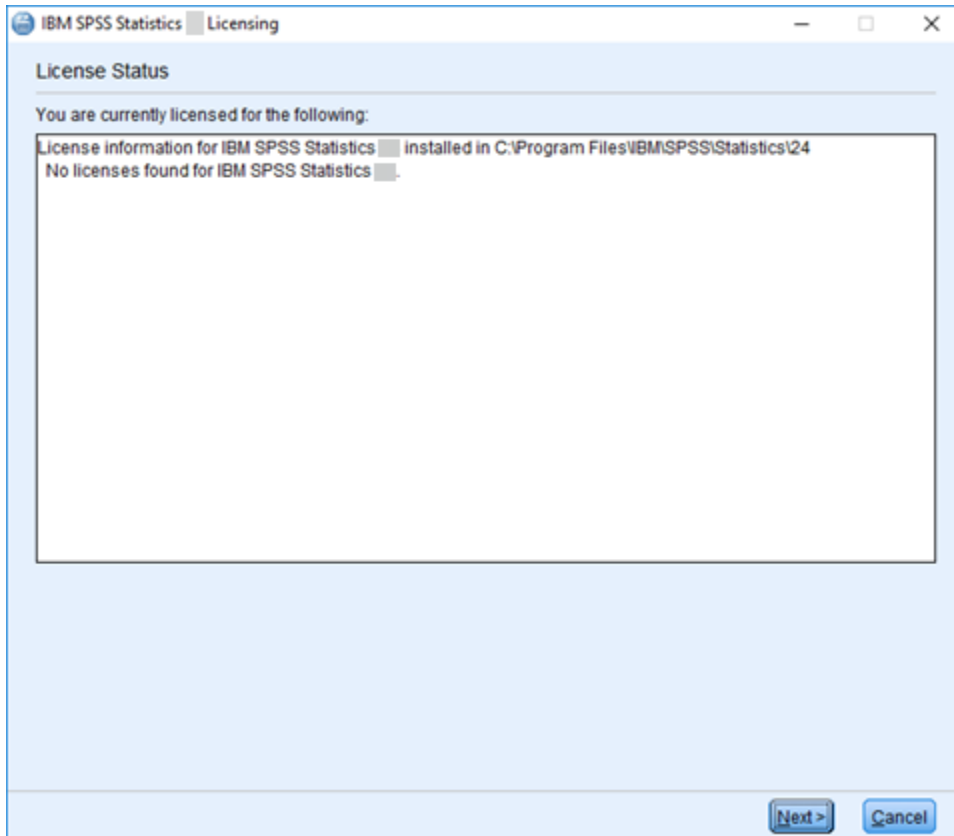 IBM SPSS Statistics Licensing
License Status
You are currently licensed for the following:
License information for IBM SPSS Statistics installed in C:\Program Files\IBM\SPSS\Statistics\24
No licenses found for IBM SPSS Statistics .
Next >
Cancel